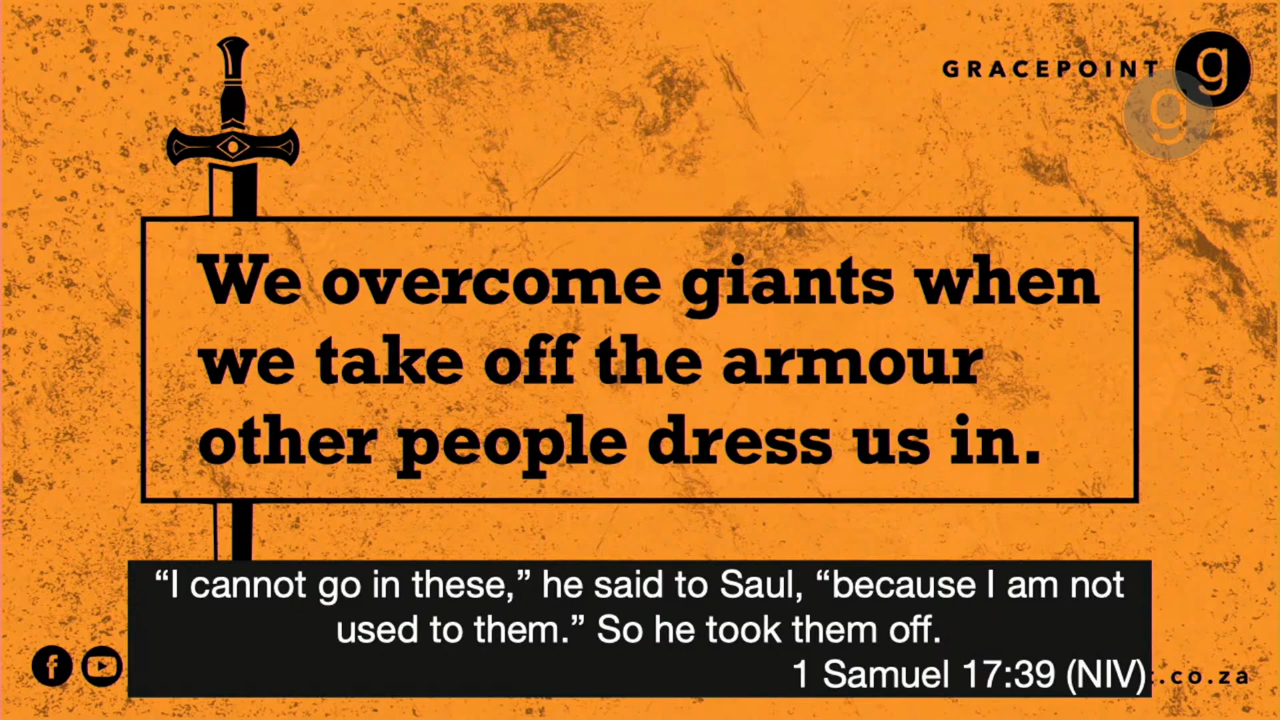 GRACEPOINT g
g
We overcome giants when
we take off the armour
other people dress us in.
“I cannot go in these,” he said to Saul, “because I am not
used to them.” So he took them off.
1 Samuel 17:39 (NIV)
.co.za